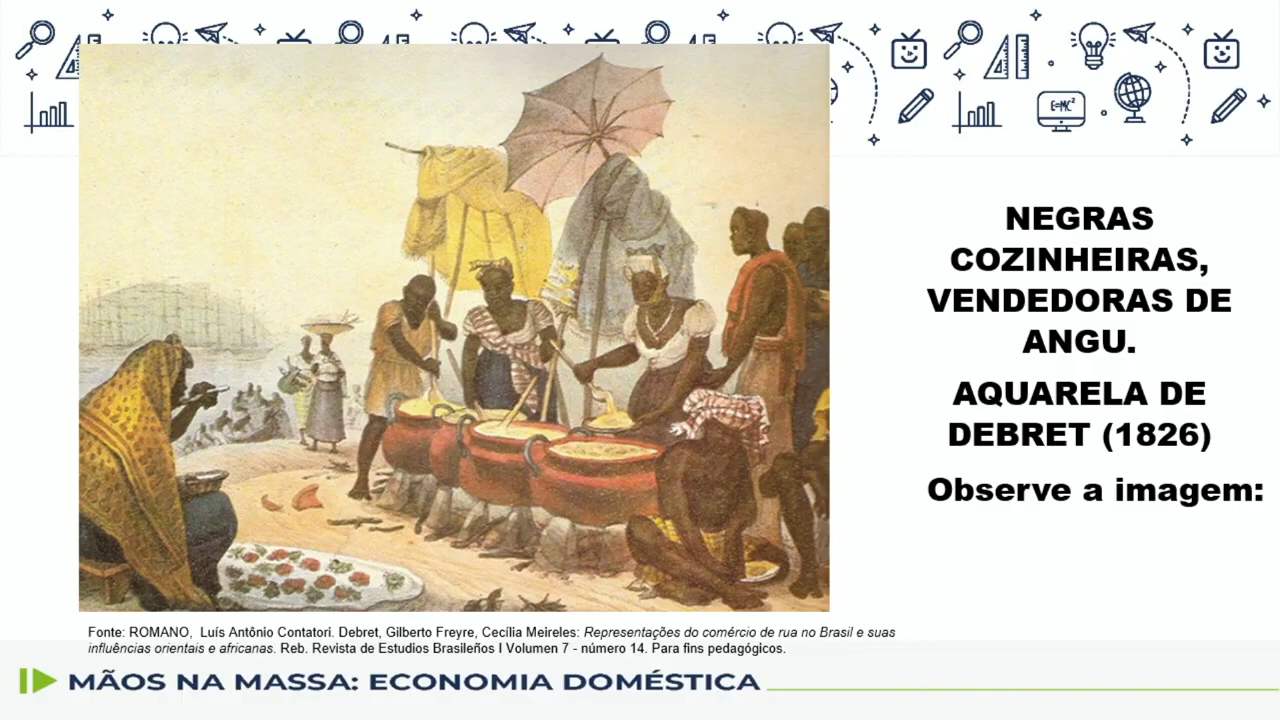 E=MC²
NEGRAS
COZINHEIRAS,
VENDEDORAS DE
ANGU.
AQUARELA DE
DEBRET (1826)
Observe a imagem:
Fonte: ROMANO, Luís Antônio Contatori. Debret, Gilberto Freyre, Cecília Meireles: Representações do comércio de rua no Brasil e suas
influências orientais e africanas. Reb. Revista de Estudios Brasileños I Volumen 7 - número 14. Para fins pedagógicos.
MÃOS NA MASSA: ECONOMIA DOMÉSTICA